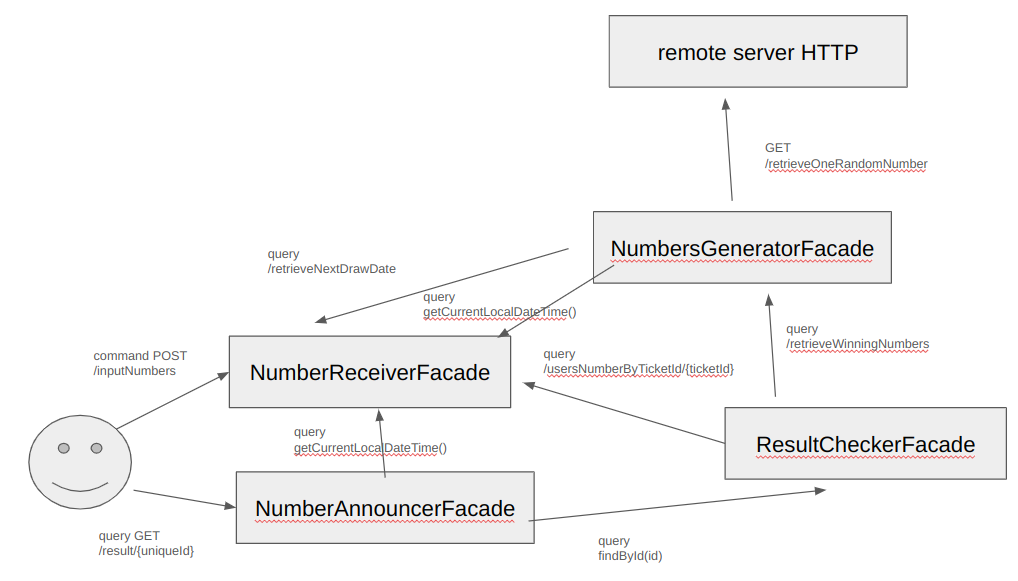 remote server HTTP
GET
/retrieveOneRandomNumber
NumbersGeneratorFacade
query
/retrieveNextDrawDate
query
getCurrentLocalDateTime()
query
/retrieveWinningNumbers
command POST
/inputNumbers
NumberReceiverFacade
query
/usersNumberByTicketId/{ticketId}
query
getCurrentLocalDateTime()
ResultCheckerFacade
NumberAnnouncerFacade
query GET
/result/{uniqueId}
query
findById(id)